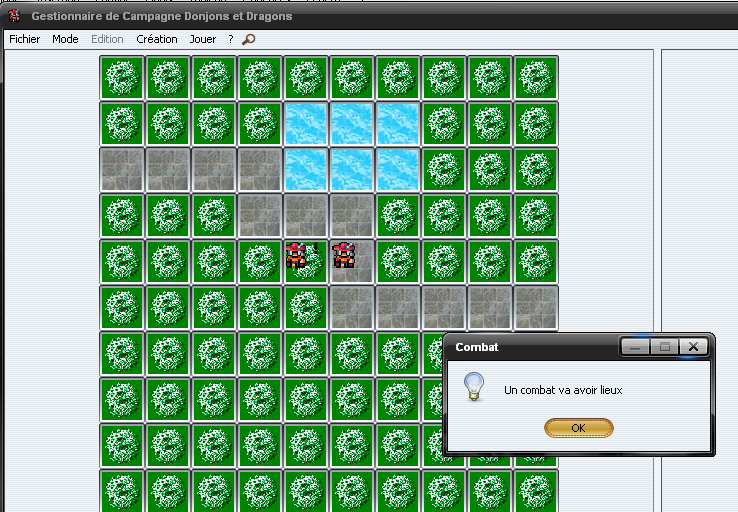 Gestionnaire de Campagne Donjons et Dragons
Fichier Mode Edition Création Jouer ?
Combat
Un combat va avoir lieux
OK